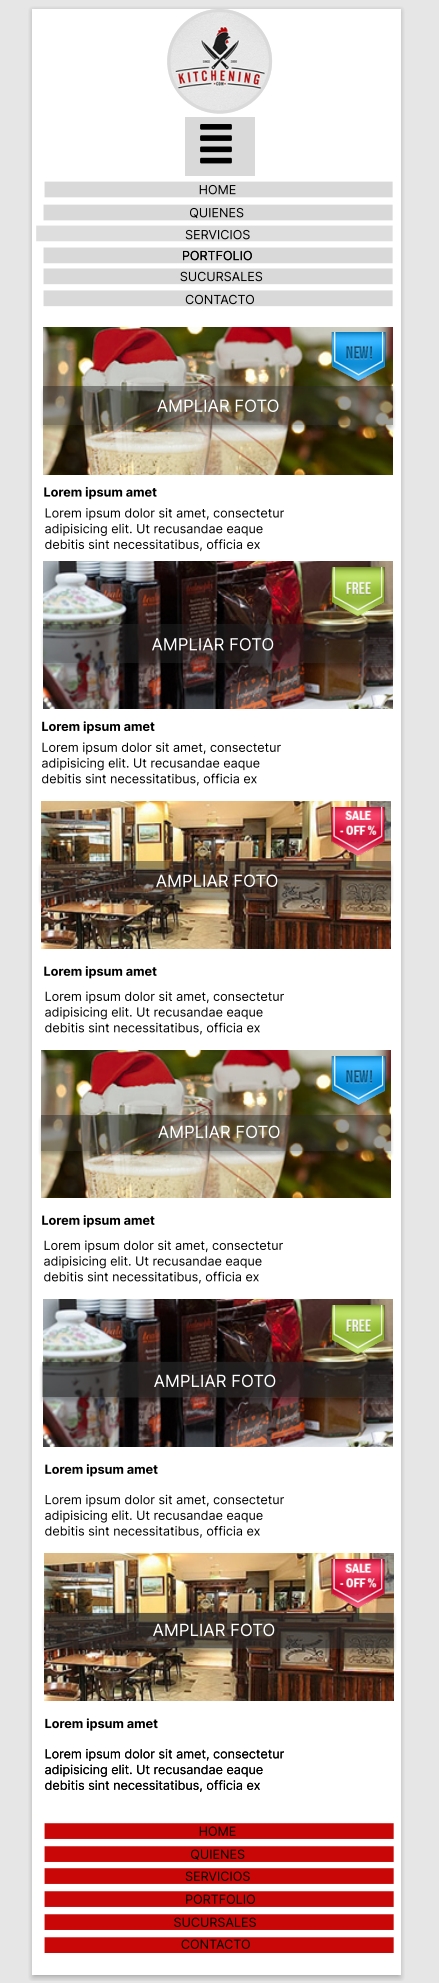 KITCHENING
.COM
HOME
QUIENES
SERVICIOS
PORTFOLIO
SUCURSALES
CONTACTO
NEW!
AMPLIAR FOTO
Lorem ipsum amet
Lorem ipsum dolor sit amet, consectetur
adipisicing elit. Ut recusandae eaque
debitis sint necessitatibus, officia ex
FREE
AMPLIAR FOTO
Lorem ipsum amet
Lorem ipsum dolor sit amet, consectetur
adipisicing elit. Ut recusandae eaque
debitis sint necessitatibus, officia ex
SALE
- OFF %
AMPLIAR FOTO
Lorem ipsum amet
Lorem ipsum dolor sit amet, consectetur
adipisicing elit. Ut recusandae eaque
debitis sint necessitatibus, officia ex
NEW!
AMPLIAR FOTO
Lorem ipsum amet
Lorem ipsum dolor sit amet, consectetur
adipisicing elit. Ut recusandae eaque
debitis sint necessitatibus, officia ex
FREE
AMPLIAR FOTO
Lorem ipsum amet
Lorem ipsum dolor sit amet, consectetur
adipisicing elit. Ut recusandae eaque
debitis sint necessitatibus, officia ex
SALE
- OFF %
AMPLIAR FOTO
Lorem ipsum amet
Lorem ipsum dolor sit amet, consectetur
adipisicing elit. Ut recusandae eaque
debitis sint necessitatibus, officia ex
HOME
QUIENES
SERVICIOS
PORTFOLIO
SUCURSALES
CONTACTO